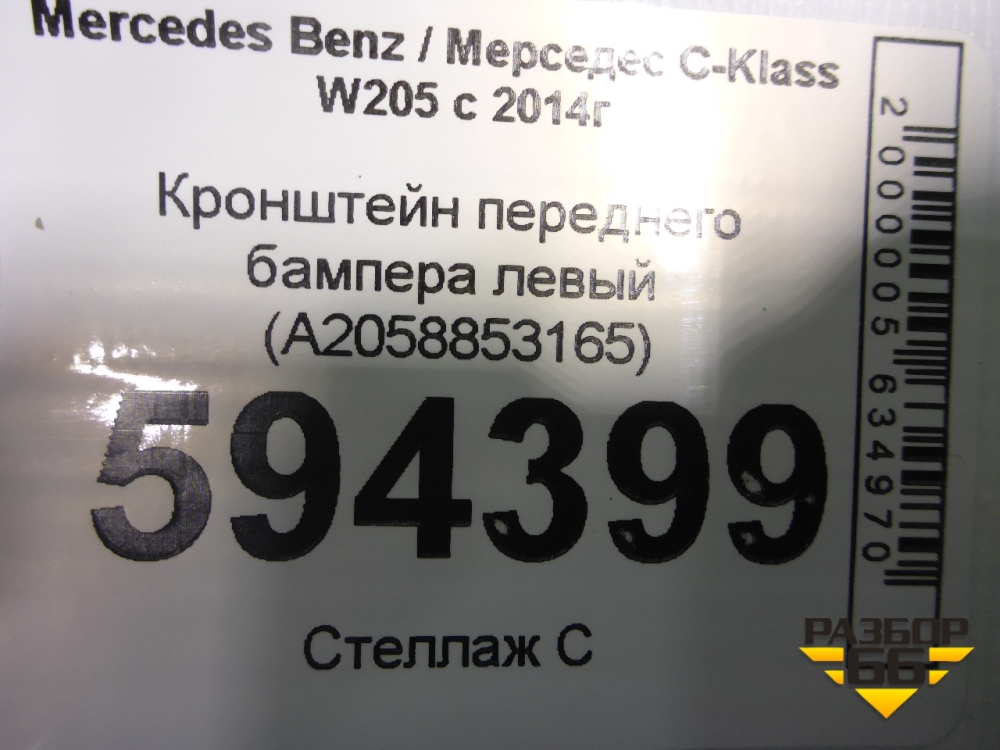 Mercedes Benz / Мерседес C-Klass
W205 с 2014г
Кронштейн переднего
бампера левый
(A2058853165)
594399
Стеллаж С
2000005634970
РАЗБОР
66